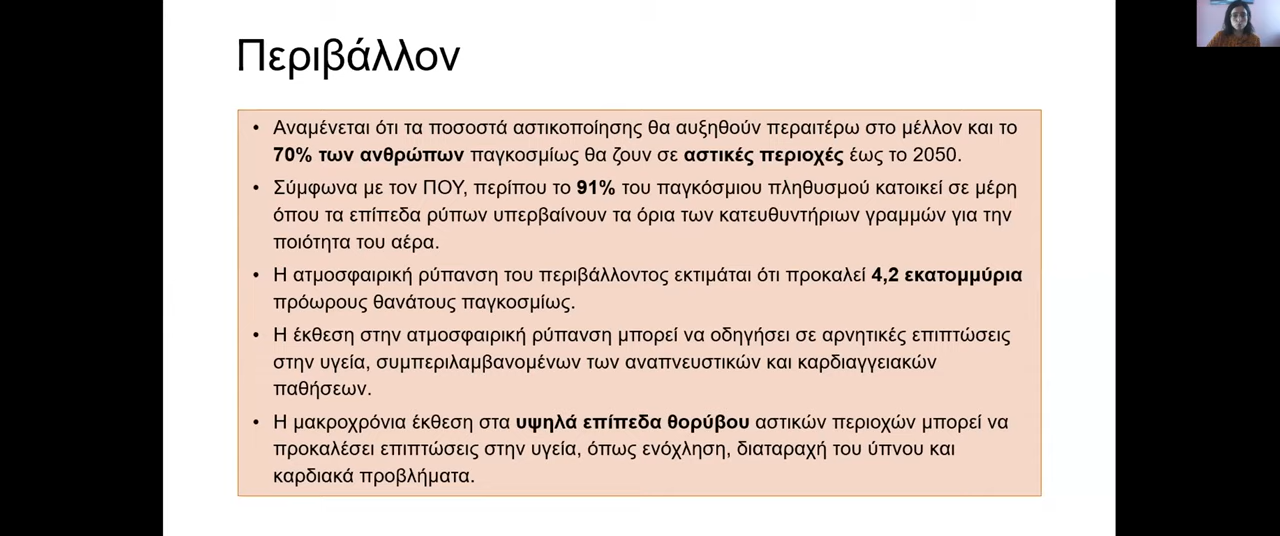 Περιβάλλον
• Αναμένεται ότι τα ποσοστά αστικοποίησης θα αυξηθούν περαιτέρω στο μέλλον και το
70% των ανθρώπων παγκοσμίως θα ζουν σε αστικές περιοχές έως το 2050.
• Σύμφωνα με τον ΠΟΥ, περίπου το 91% του παγκόσμιου πληθυσμού κατοικεί σε μέρη
όπου τα επίπεδα ρύπων υπερβαίνουν τα όρια των κατευθυντήριων γραμμών για την
ποιότητα του αέρα.
• Η ατμοσφαιρική ρύπανση του περιβάλλοντος εκτιμάται ότι προκαλεί 4,2 εκατομμύρια
πρόωρους θανάτους παγκοσμίως.
• Η έκθεση στην ατμοσφαιρική ρύπανση μπορεί να οδηγήσει σε αρνητικές επιπτώσεις
στην υγεία, συμπεριλαμβανομένων των αναπνευστικών και καρδιαγγειακών
παθήσεων.
• Η μακροχρόνια έκθεση στα υψηλά επίπεδα θορύβου αστικών περιοχών μπορεί να
προκαλέσει επιπτώσεις στην υγεία, όπως ενόχληση, διαταραχή του ύπνου και
καρδιακά προβλήματα.